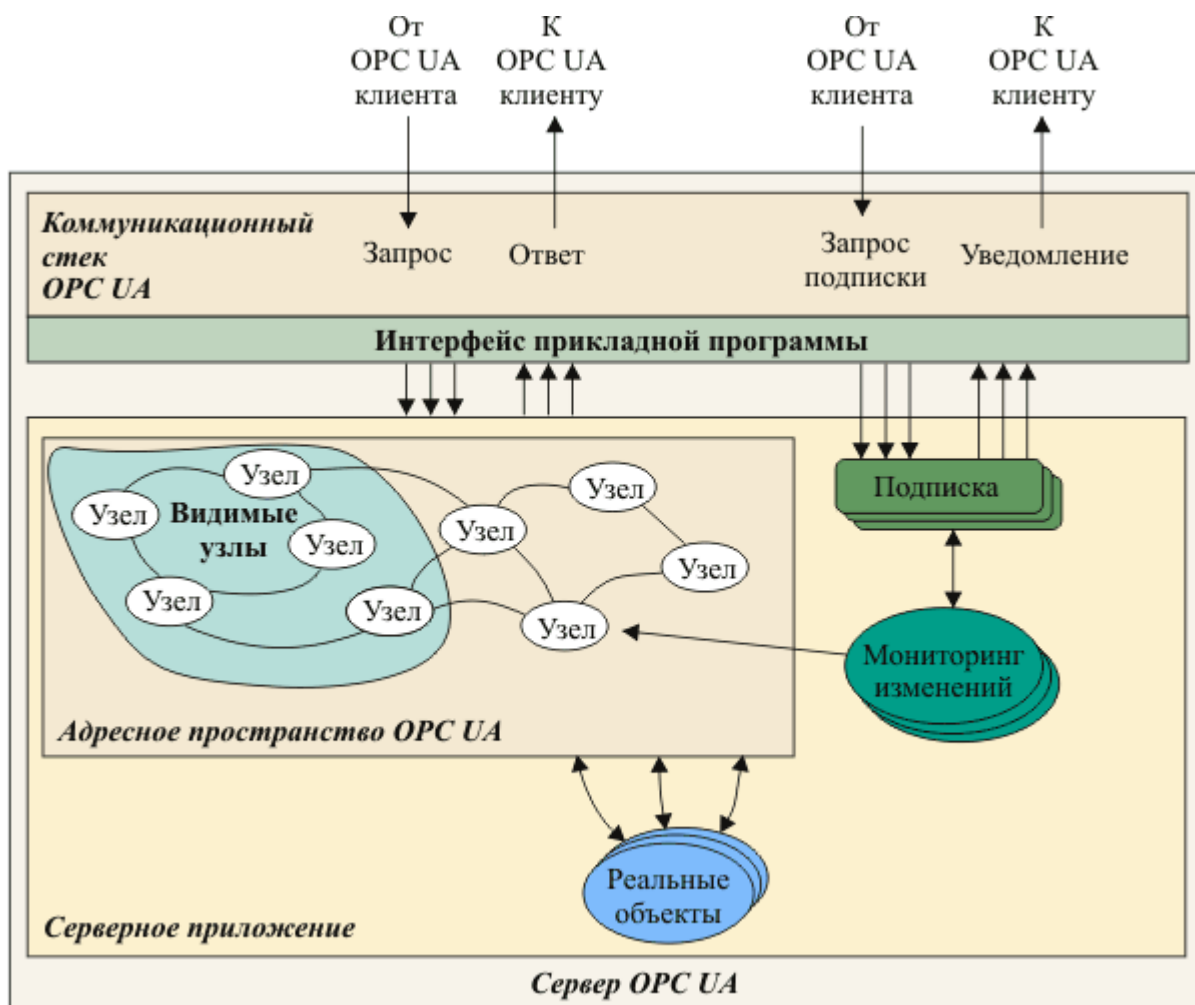 От
OPC UA
клиента
К
OPC UA
клиенту
От
OPC UA
клиента
К
OPC UA
клиенту
Коммуникационный
стек
OPC UA
Запрос
Ответ
Запрос
подписки
Уведомление
Интерфейс прикладной программы
Узел
Узел
Видимые
узлы
Узел
Узел
Узел
Узел
Узел
Узел
Узел
Подписка
Мониторинг
изменений
Адресное пространство OPC UA
Реальные
объекты
Серверное приложение
Сервер OPC UA